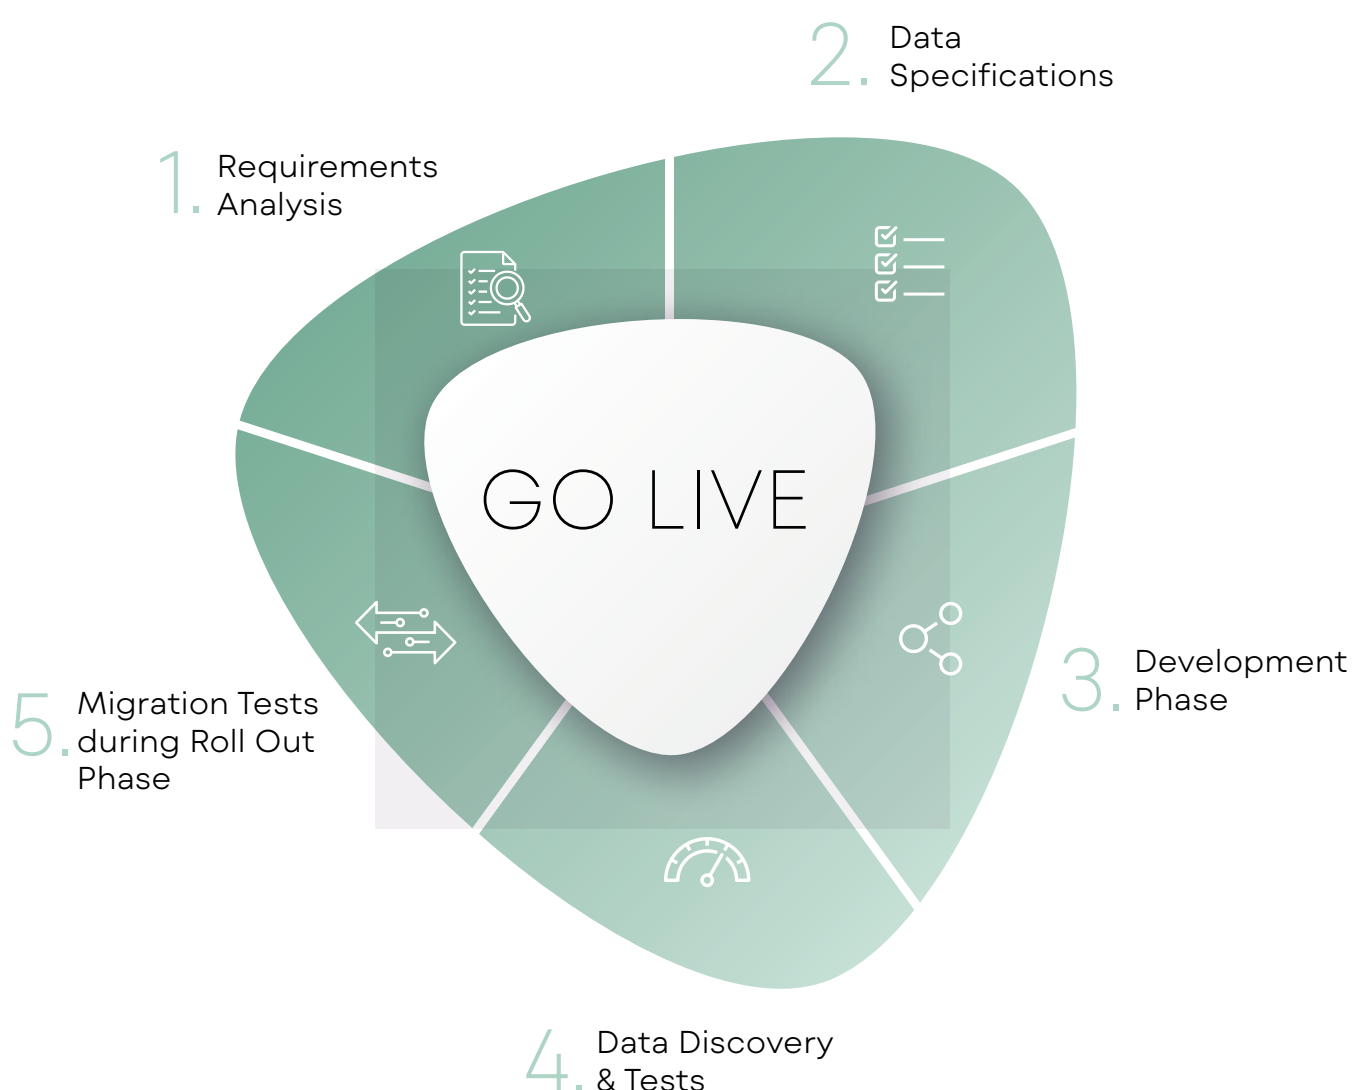 1. Requirements
Analysis
2. Data
Specifications
3. Development
Phase
4. Data Discovery
& Tests
5. Migration Tests
during Roll Out
Phase
GO LIVE